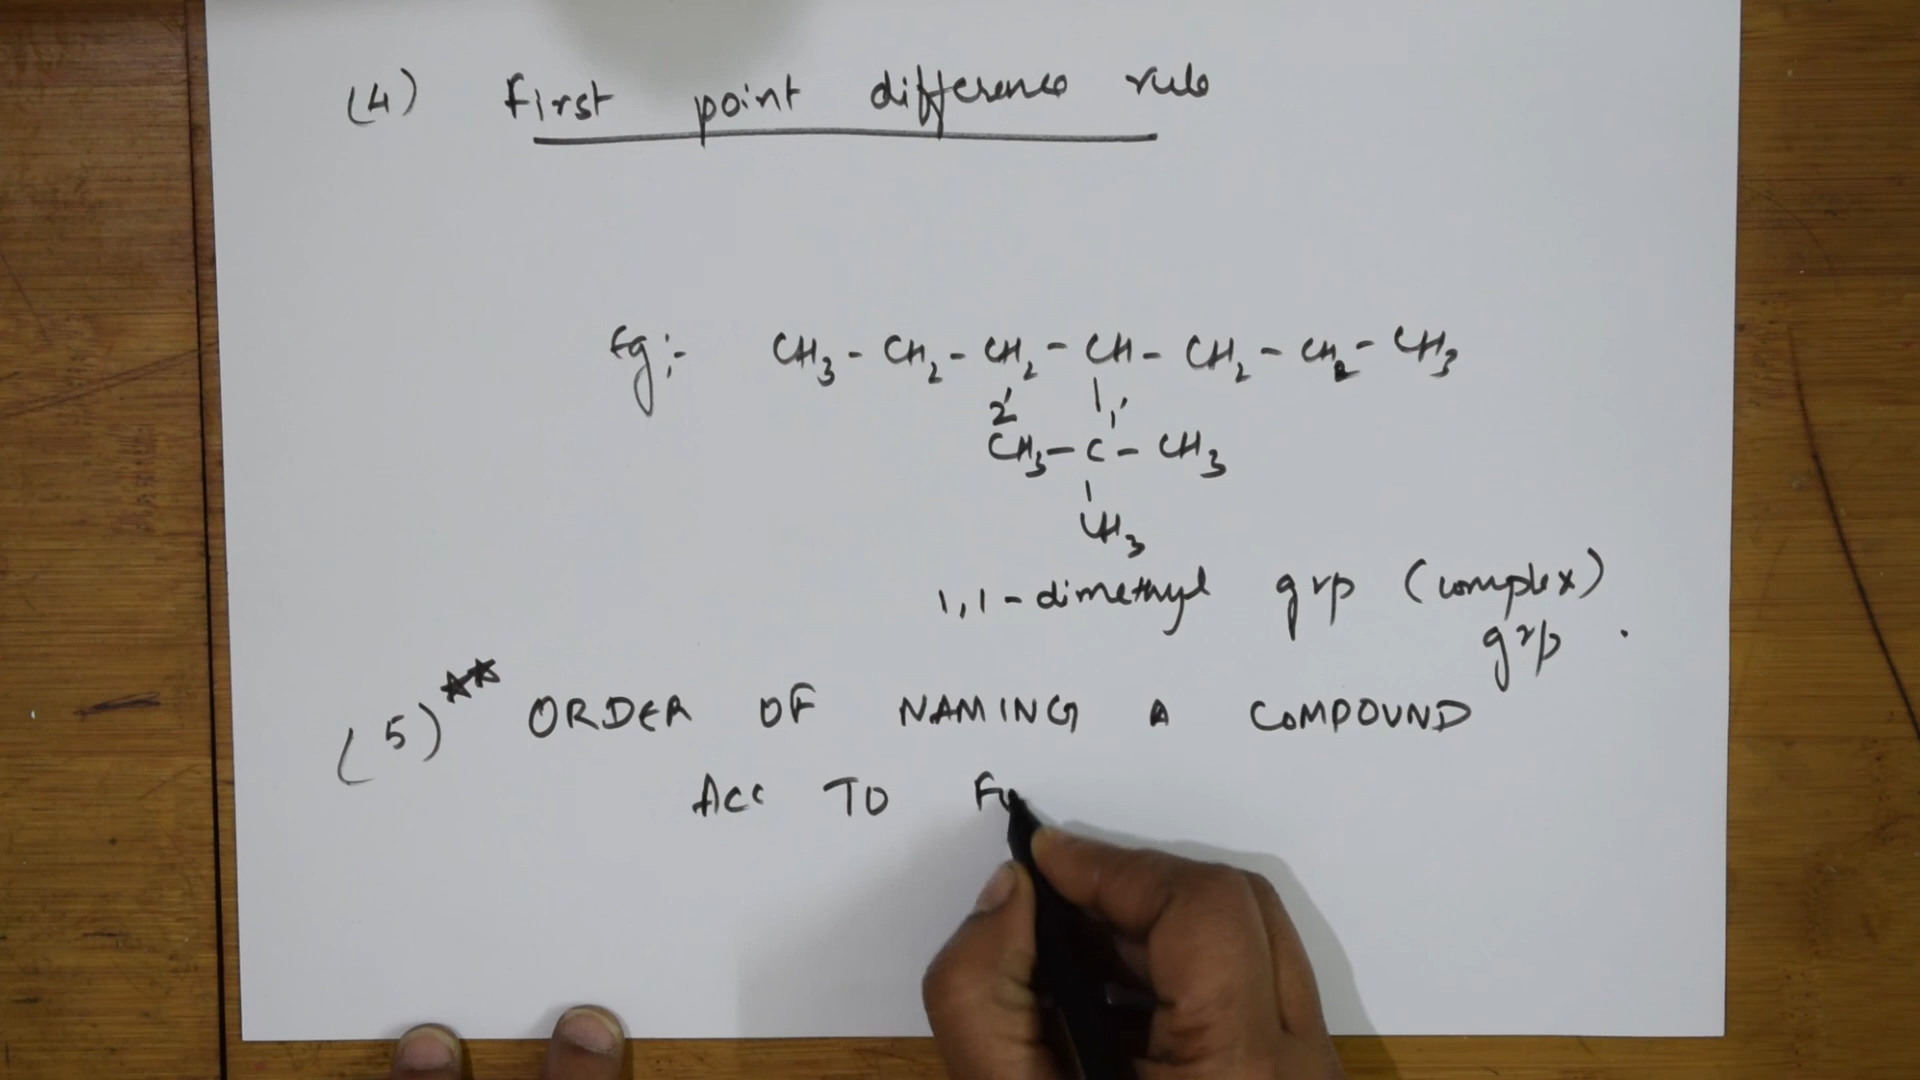 (4) First point difference rule
Eg:- CH3 - CH2 - CH2 - CH - CH2 - CH2 - CH3
2' | 1'
CH3 - C - CH3
|
CH3
1,1 - dimethyl grp (complex)
grp .
(5)** ORDER OF NAMING A COMPOUND
ACC TO FU